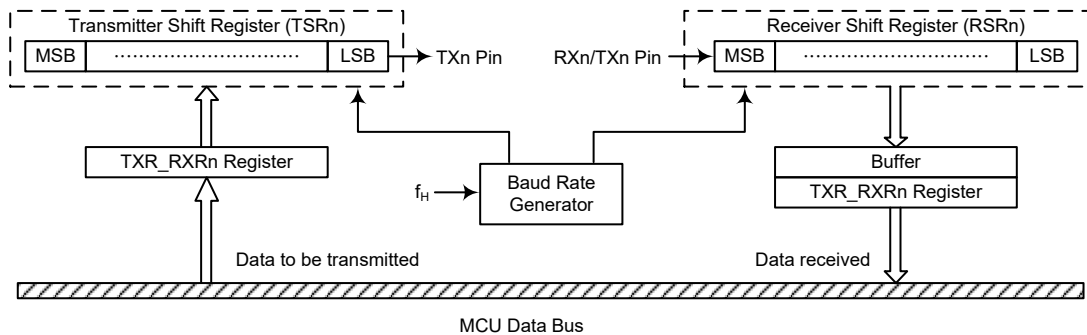 Transmitter Shift Register (TSRn)
MSB ………………………… LSB
TXn Pin
RXn/TXn Pin
Receiver Shift Register (RSRn)
MSB ………………………… LSB
TXR_RXRn Register
fH
Baud Rate
Generator
Buffer
TXR_RXRn Register
Data to be transmitted
Data received
MCU Data Bus